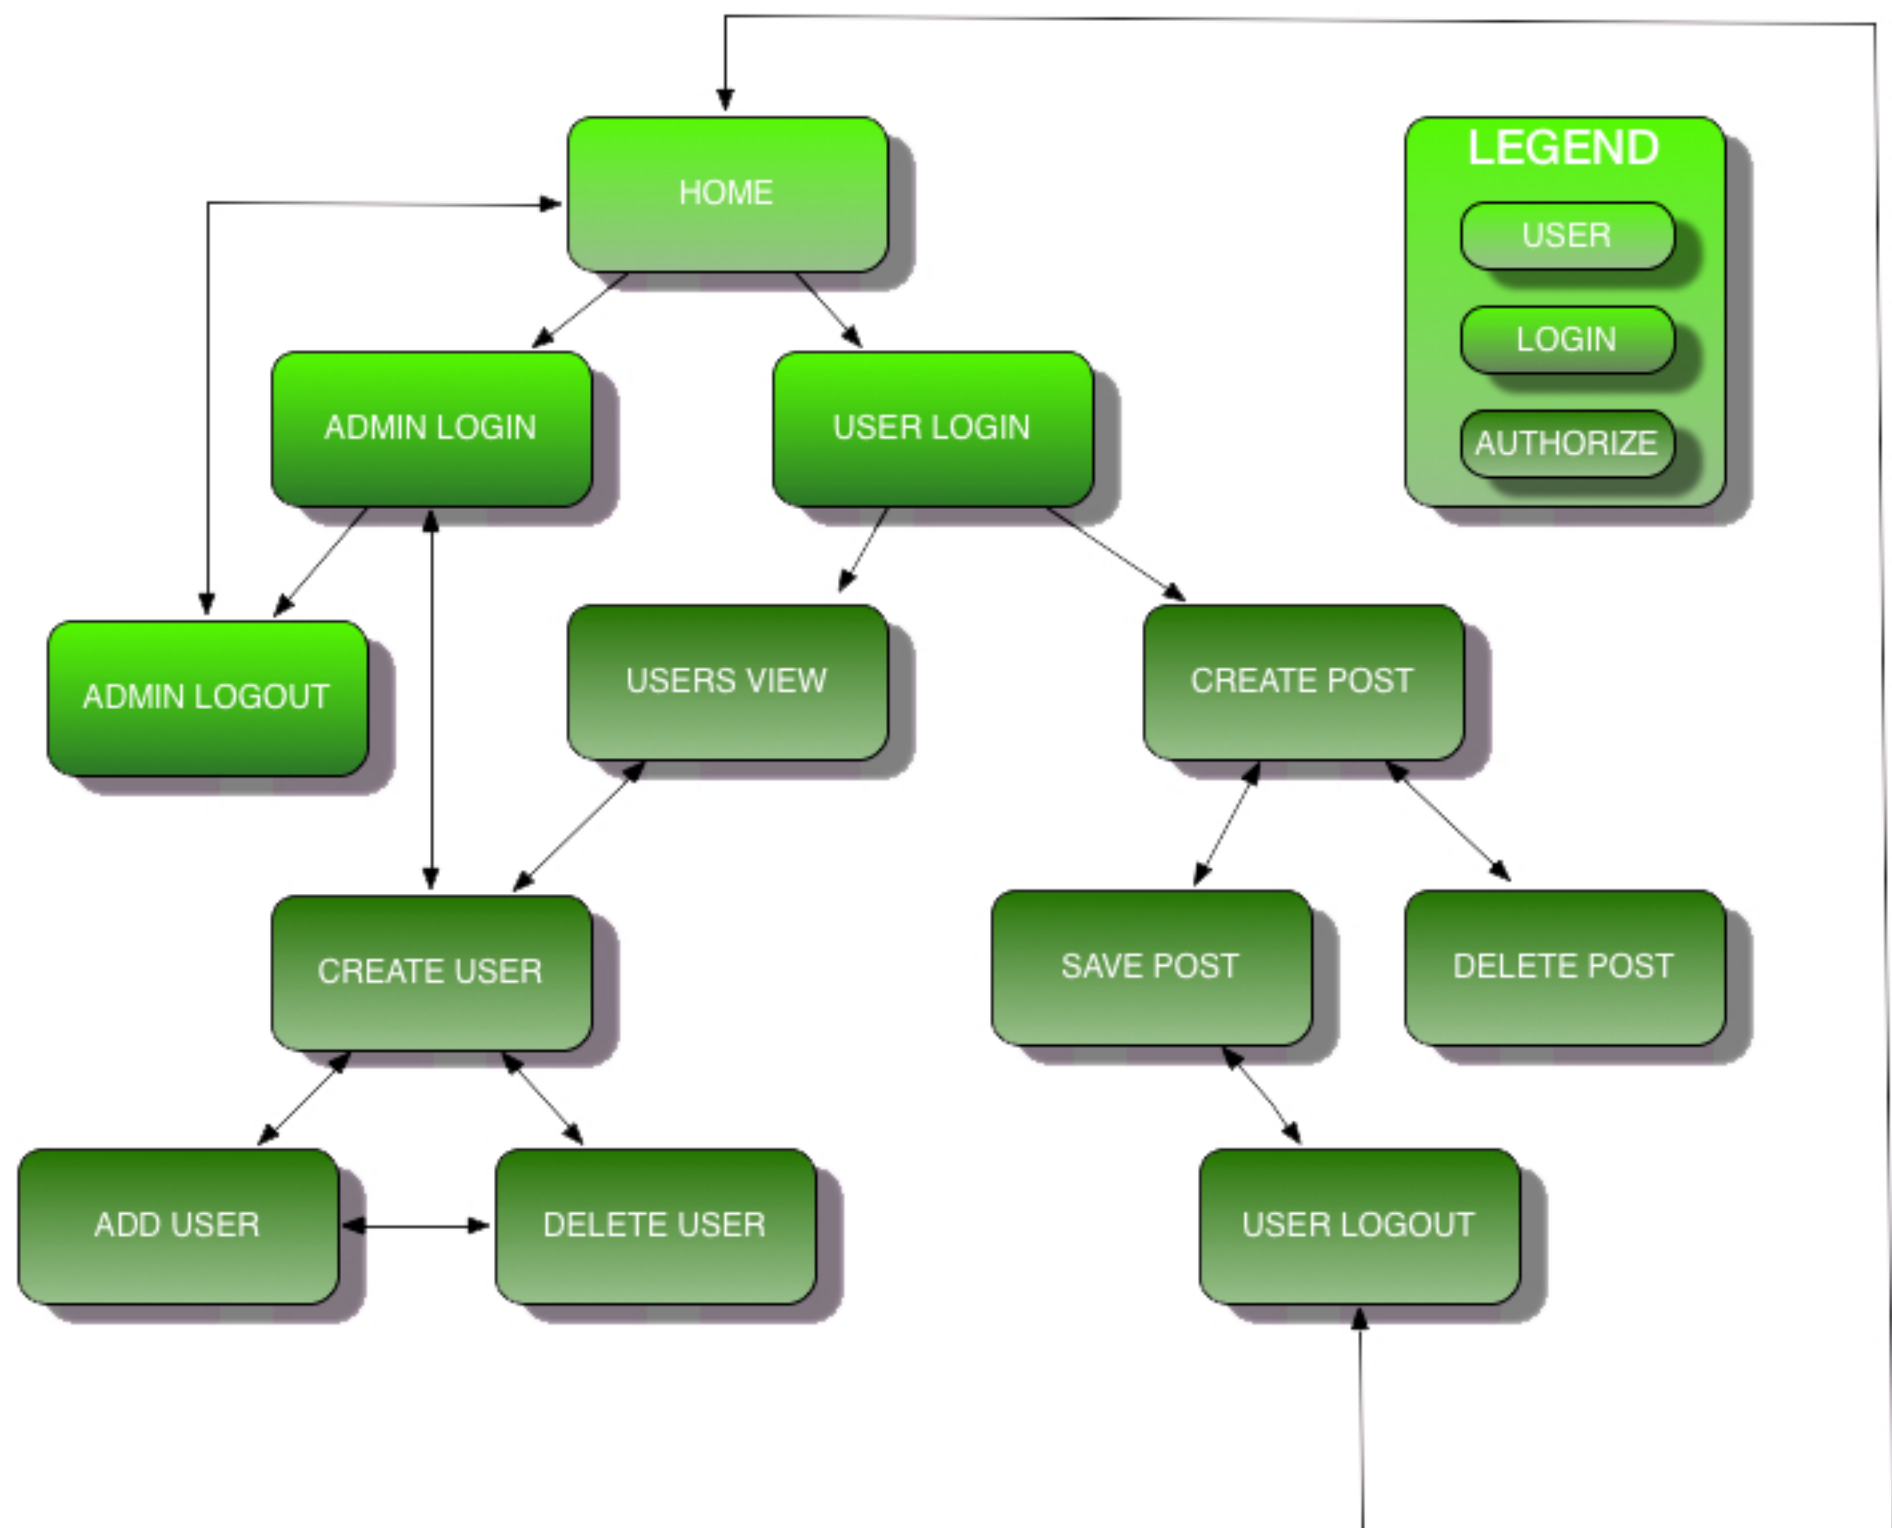 HOME
LEGEND
USER
LOGIN
AUTHORIZE
ADMIN LOGIN
USER LOGIN
ADMIN LOGOUT
USERS VIEW
CREATE POST
CREATE USER
SAVE POST
DELETE POST
ADD USER
DELETE USER
USER LOGOUT